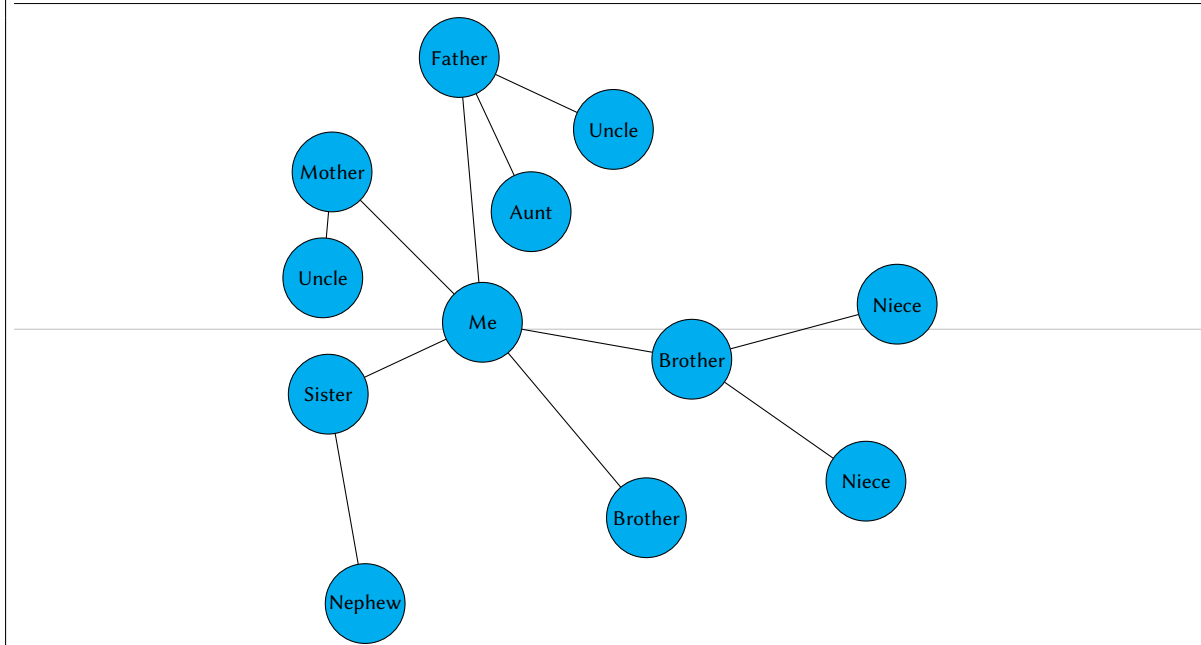 Father
Uncle
Mother
Aunt
Uncle
Niece
Me
Brother
Sister
Niece
Brother
Nephew